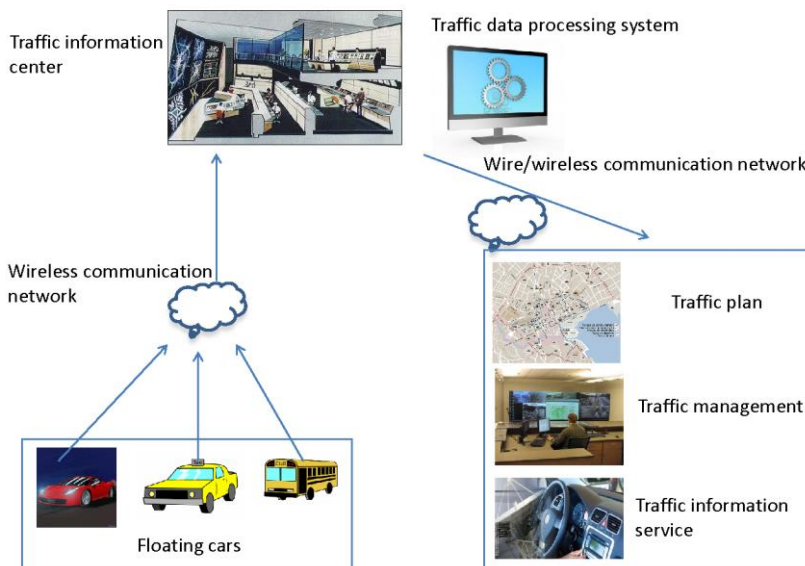 Traffic information
center
Traffic data processing system
Wire/wireless communication network
Wireless communication
network
Traffic plan
Traffic management
Traffic information
service
Floating cars